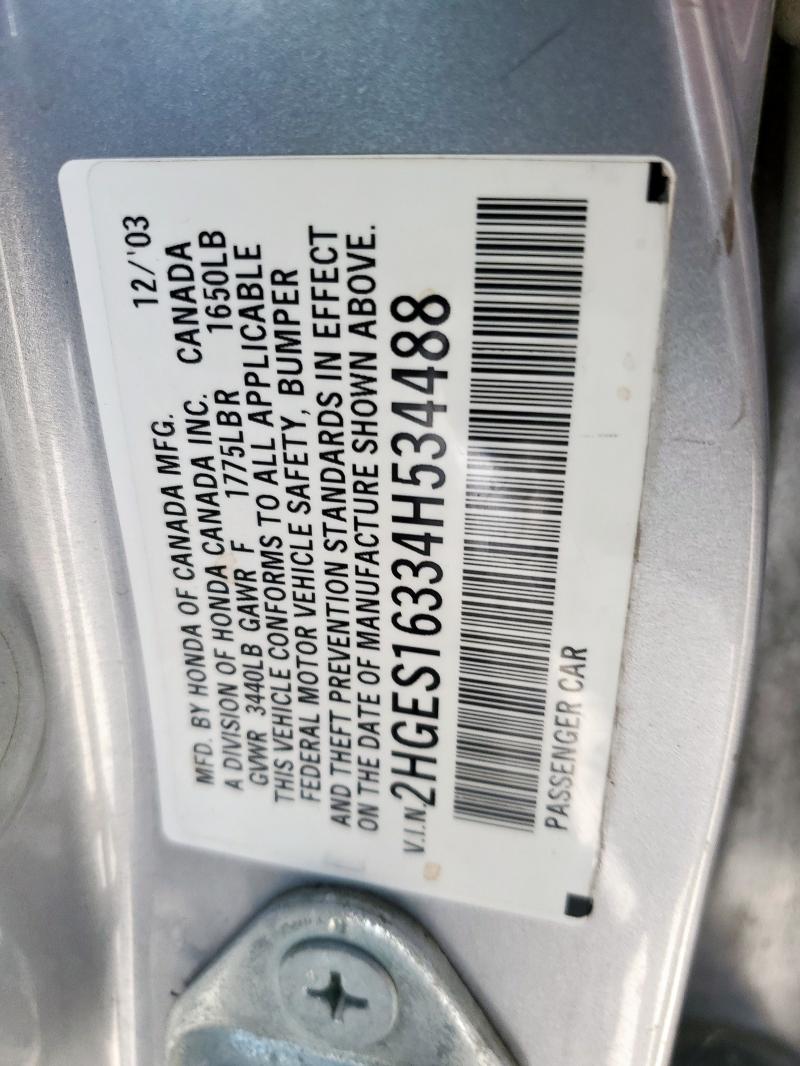 12/'03
MFD. BY HONDA OF CANADA MFG.
A DIVISION OF HONDA CANADA INC. CANADA
GVWR 3440LB GAWR F 1775LBR 1650LB
THIS VEHICLE CONFORMS TO ALL APPLICABLE
FEDERAL MOTOR VEHICLE SAFETY, BUMPER
AND THEFT PREVENTION STANDARDS IN EFFECT
ON THE DATE OF MANUFACTURE SHOWN ABOVE.
V.I.N. 2HGES16334H534488
PASSENGER CAR